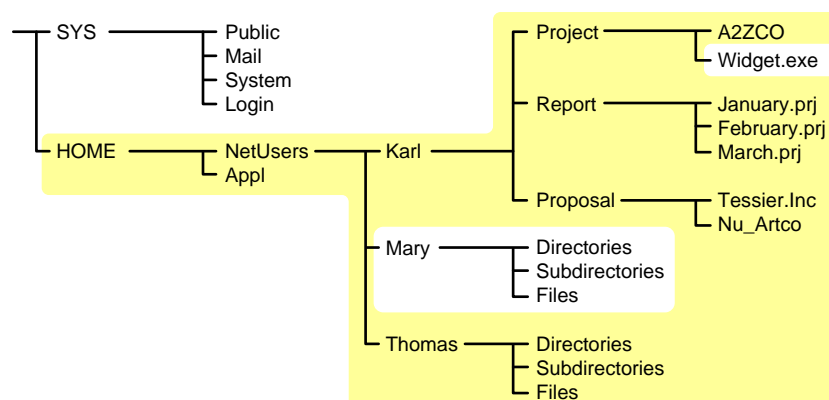 SYS Public Project A2ZCO
Mail Widget.exe
System
Login Report January.prj
February.prj
HOME NetUsers Karl March.prj
Appl
Proposal Tessier.Inc
Nu_Artco
Mary Directories
Subdirectories
Files
Thomas Directories
Subdirectories
Files